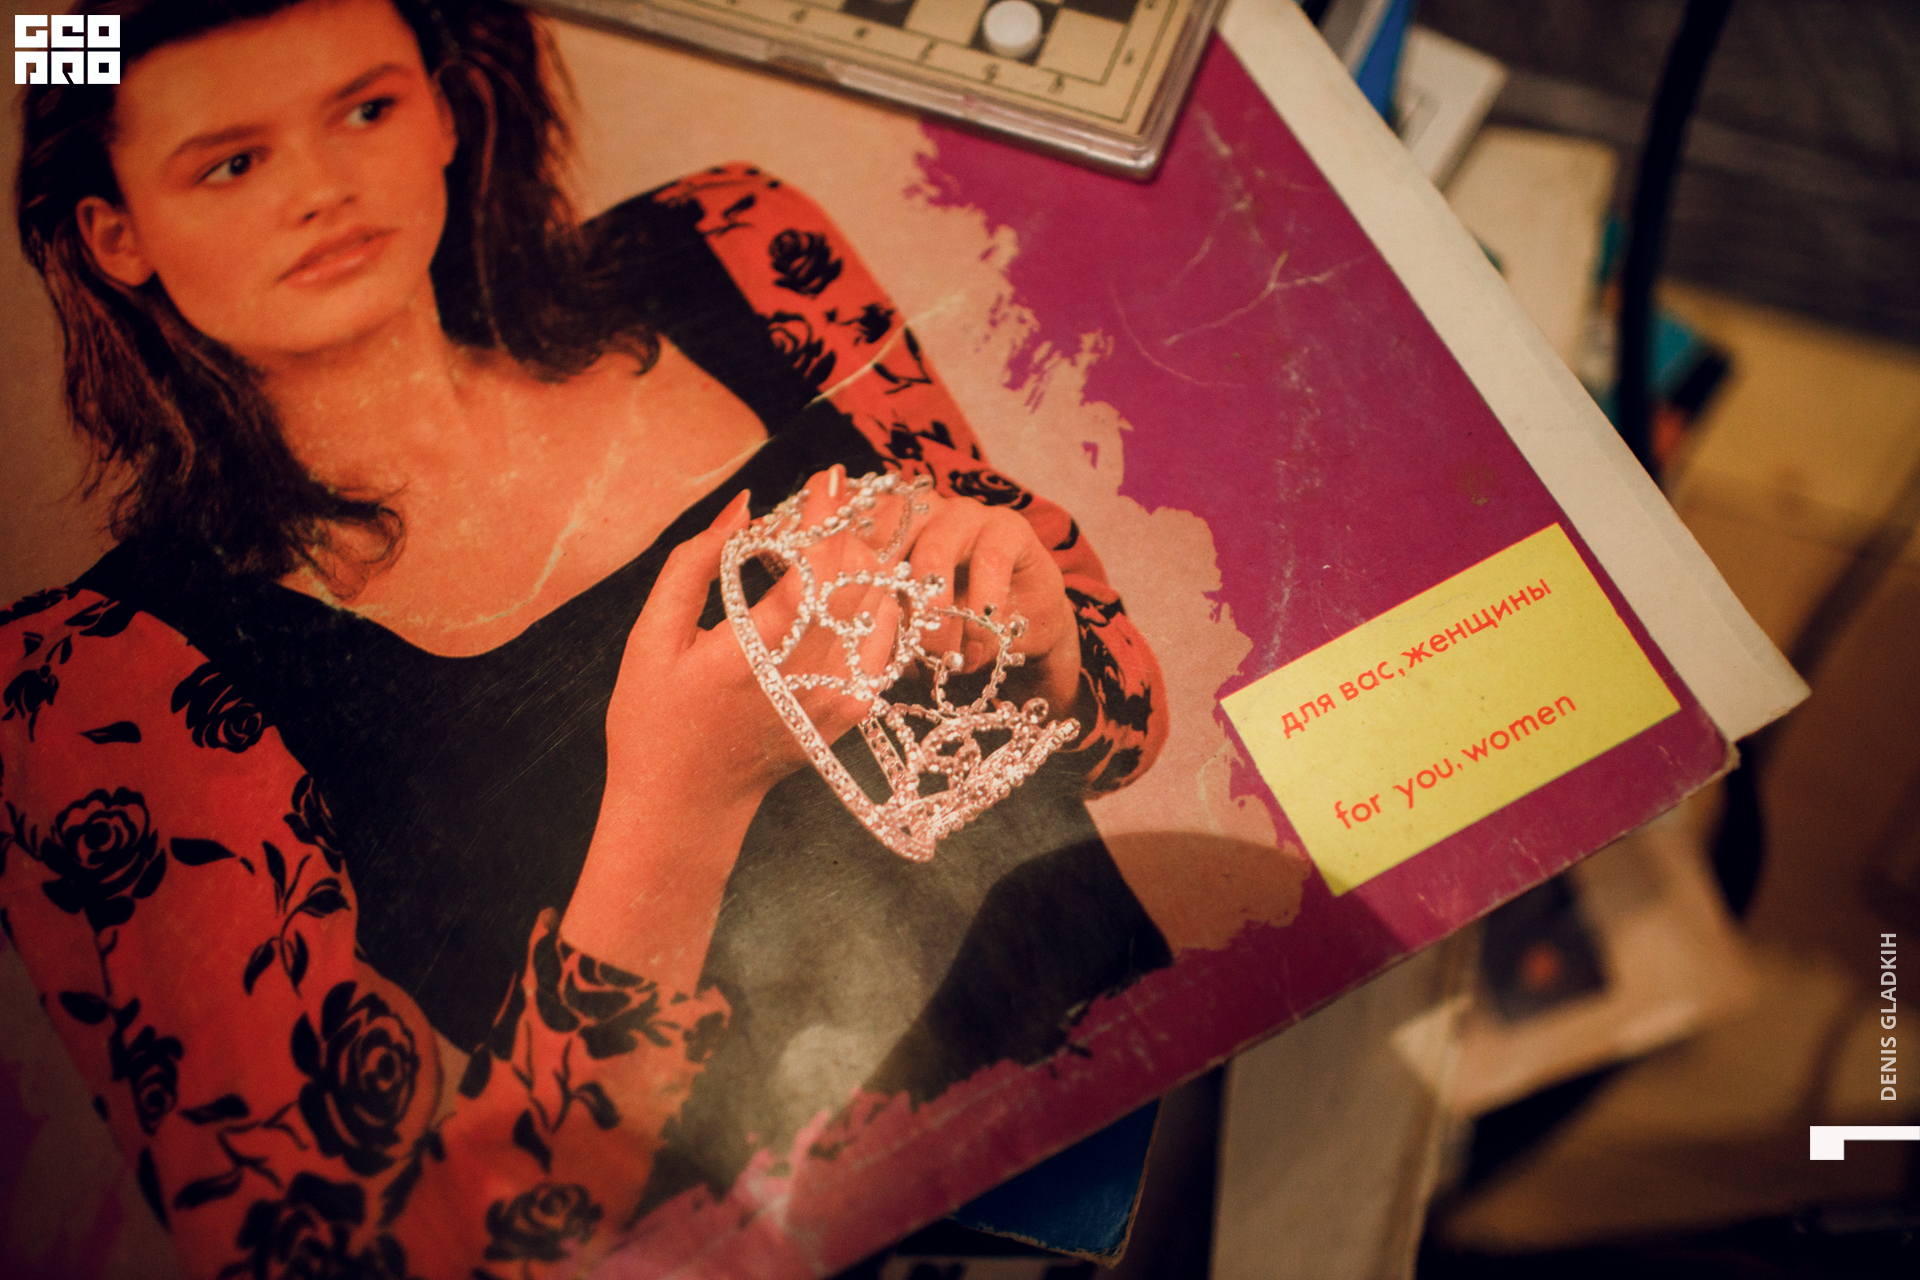 GEO
PRO
для вас, женщины
for you, women
DENIS GLADKIH